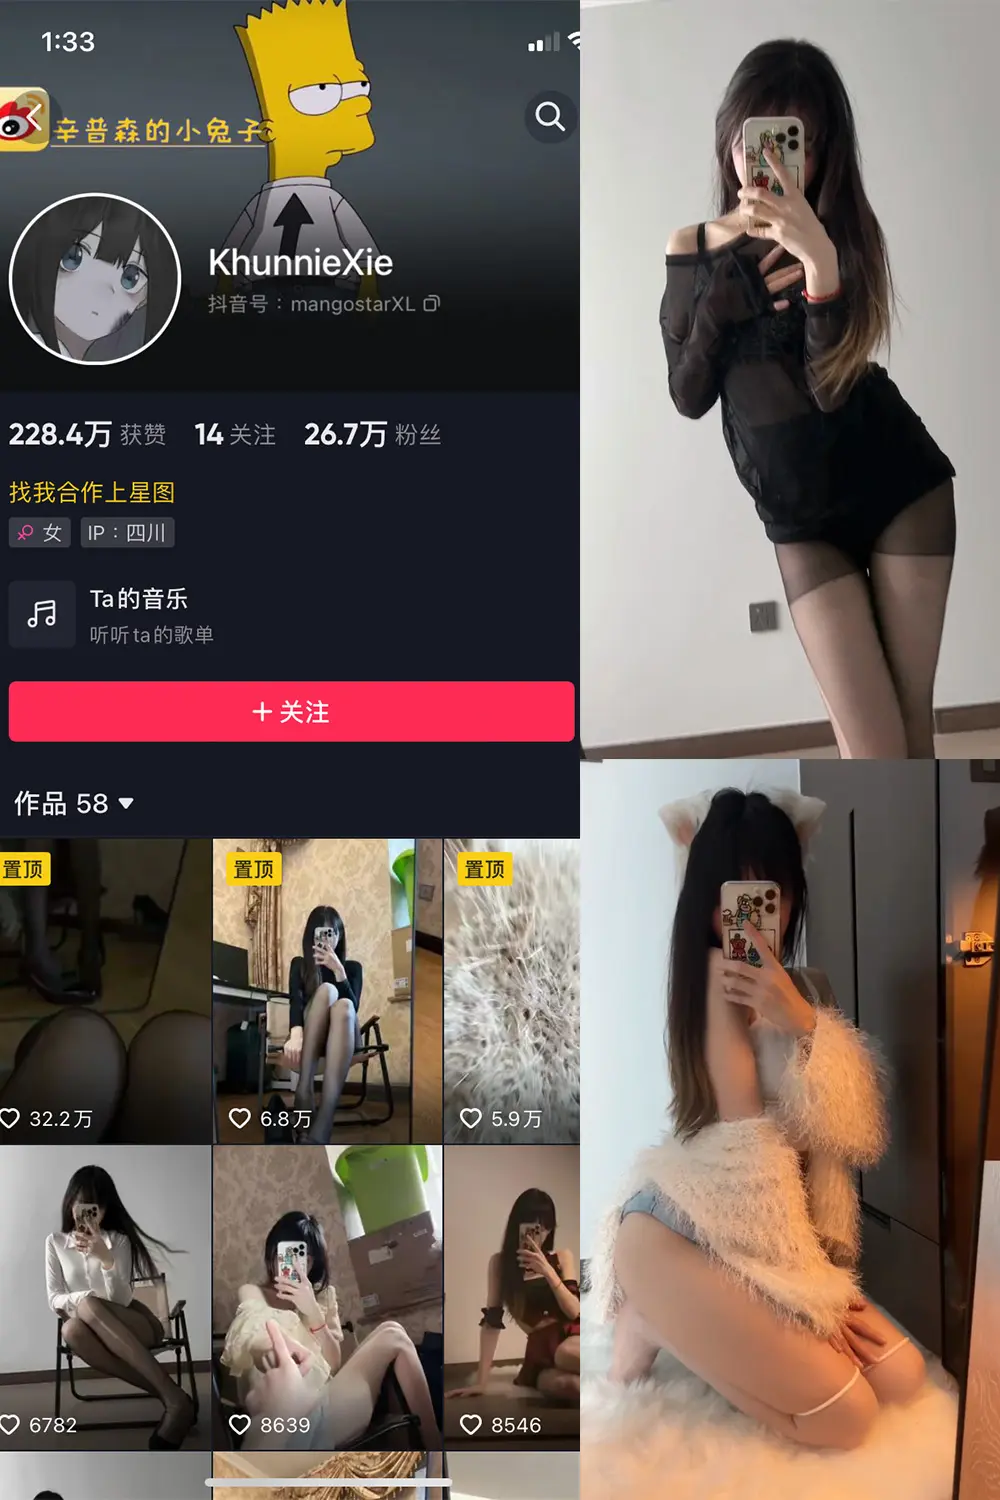 1:33
辛普森的小兔子
KhunnieXie
抖音号：mangostarXL
228.4万 获赞 14 关注 26.7万 粉丝
找我合作上星图
女 IP：四川
Ta的音乐
听听ta的歌单
+ 关注
作品 58
置顶 置顶 置顶
32.2万 6.8万 5.9万
6782 8639 8546